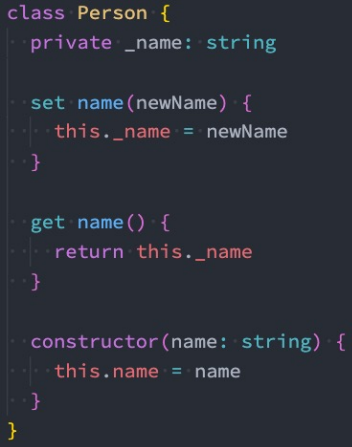 class Person {
  private _name: string

  set name(newName) {
    this._name = newName
  }

  get name() {
    return this._name
  }

  constructor(name: string) {
    this.name = name
  }
}